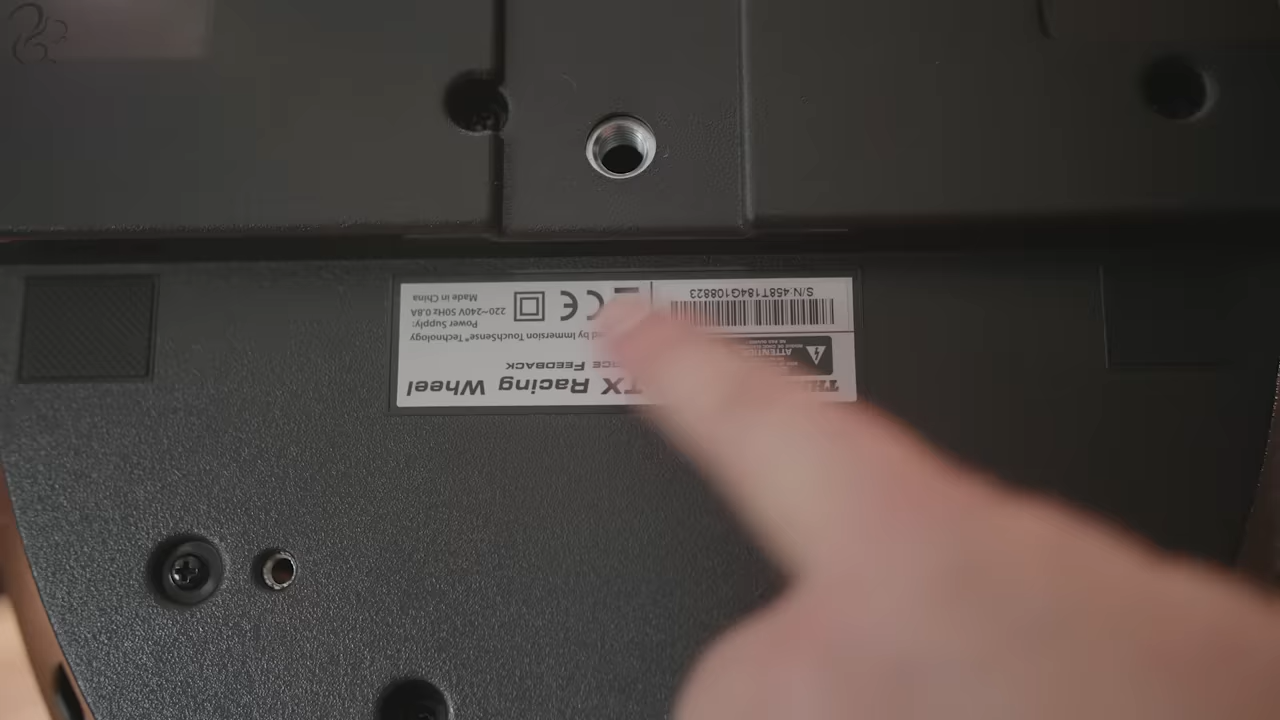 TX Racing Wheel
FEEDBACK
by Immersion TouchSense® Technology
Power Supply:
220~240V 50Hz 0.8A
Made in China
ATTENTION
S/N:458T184G108823